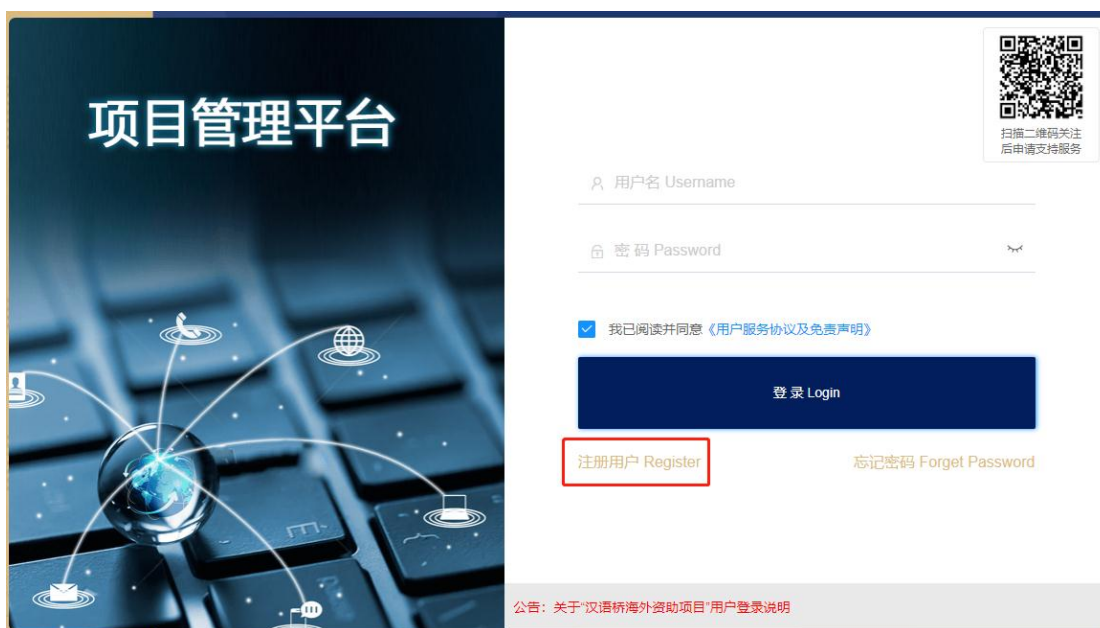 项目管理平台
扫描二维码关注
后申请支持服务
用户名 Username
密 码 Password
我已阅读并同意《用户服务协议及免责声明》
登 录 Login
注册用户 Register
忘记密码 Forget Password
公告：关于“汉语桥海外资助项目”用户登录说明